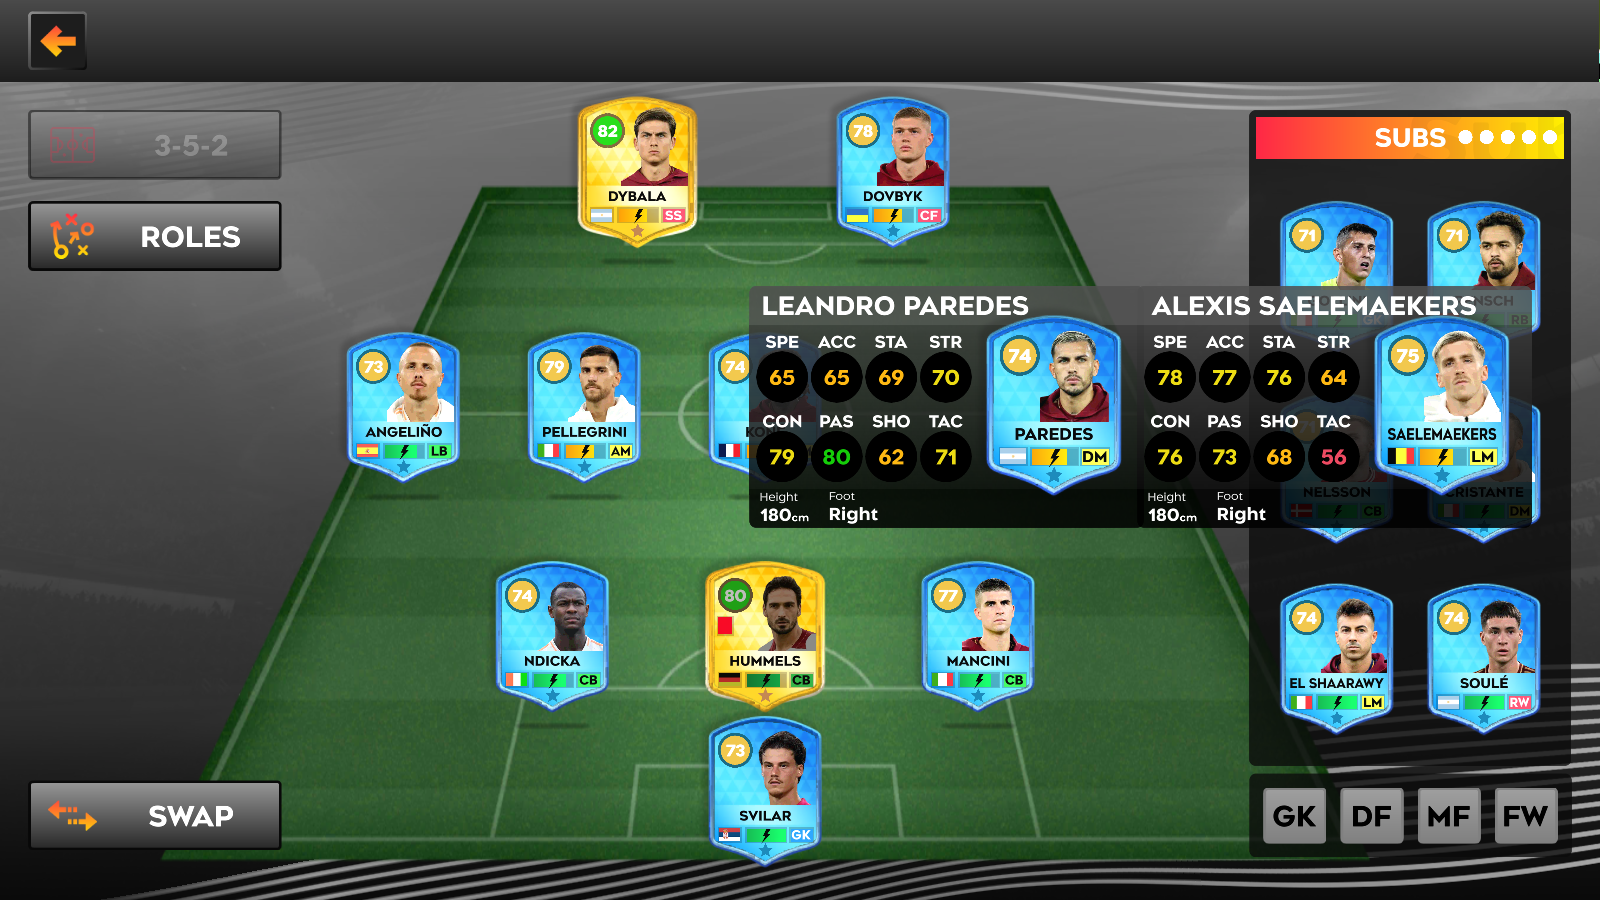 3-5-2
ROLES
SWAP
82
DYBALA
SS
78
DOVBYK
CF
SUBS
71
71
NSCH
RB
73
ANGELIÑO
LB
79
PELLEGRINI
AM
74
LEANDRO PAREDES
SPE ACC STA STR
65 65 69 70
CON PAS SHO TAC
79 80 62 71
Height Foot
180cm Right
74
PAREDES
DM
ALEXIS SAELEMAEKERS
SPE ACC STA STR
78 77 76 64
CON PAS SHO TAC
76 73 68 56
Height Foot
180cm Right
75
SAELEMAEKERS
LM
NELSSON
CB
CRISTANTE
DM
74
NDICKA
CB
80
HUMMELS
CB
77
MANCINI
CB
74
EL SHAARAWY
LM
74
SOULÉ
RW
73
SVILAR
GK
GK DF MF FW